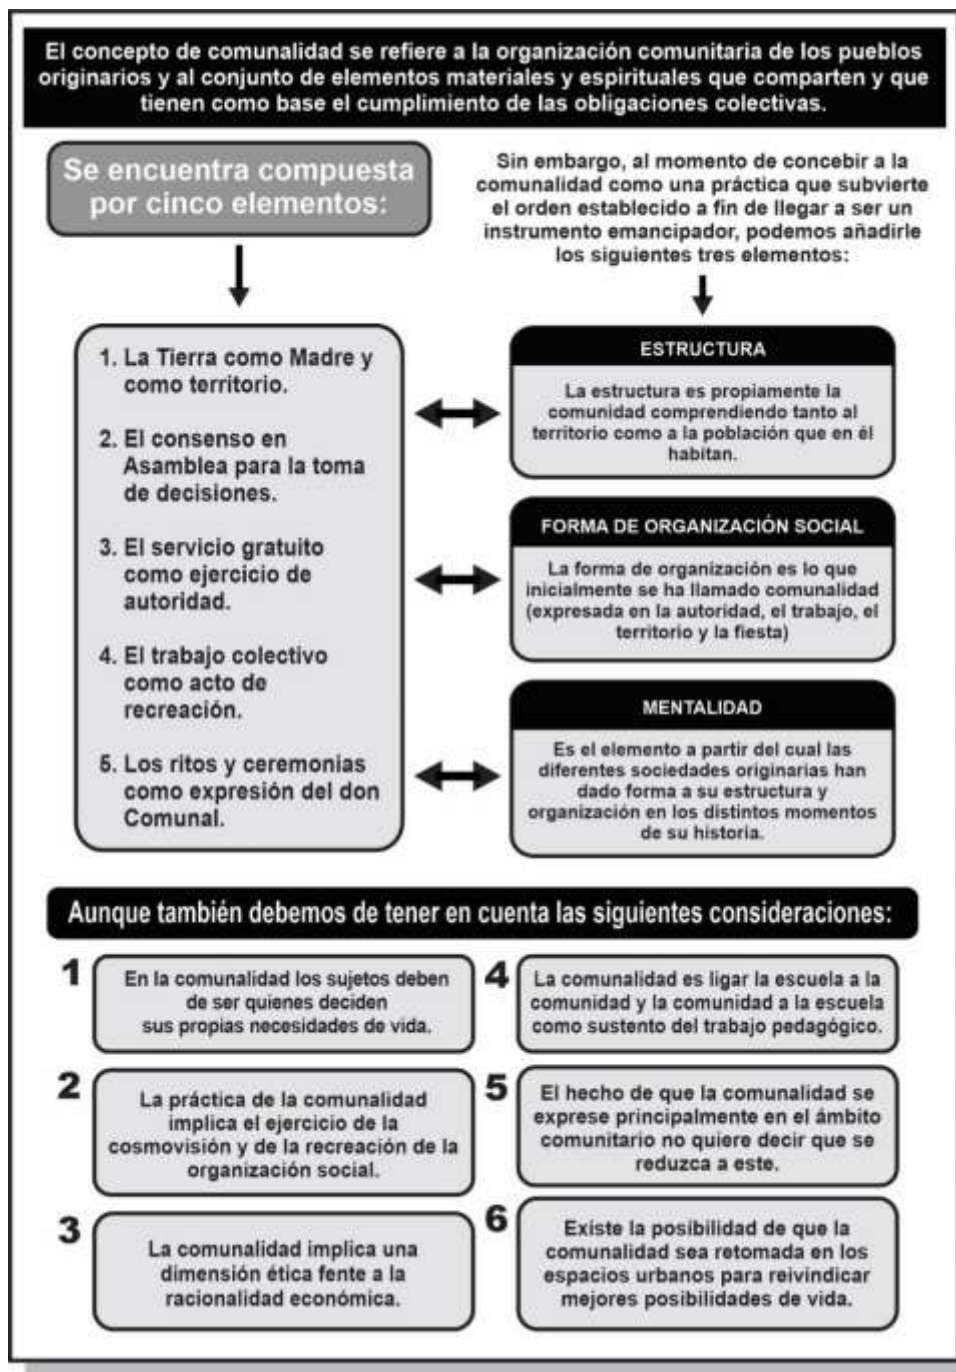 El concepto de comunalidad se refiere a la organización comunitaria de los pueblos
originarios y al conjunto de elementos materiales y espirituales que comparten y que
tienen como base el cumplimiento de las obligaciones colectivas.
Se encuentra compuesta
por cinco elementos:
1. La Tierra como Madre y
como territorio.
2. El consenso en
Asamblea para la toma
de decisiones.
3. El servicio gratuito
como ejercicio de
autoridad.
4. El trabajo colectivo
como acto de
recreación.
5. Los ritos y ceremonias
como expresión del don
Comunal.
Sin embargo, al momento de concebir a la
comunalidad como una práctica que subvierte
el orden establecido a fin de llegar a ser un
instrumento emancipador, podemos añadirle
los siguientes tres elementos:
ESTRUCTURA
La estructura es propiamente la
comunidad comprendiendo tanto al
territorio como a la población que en él
habitan.
FORMA DE ORGANIZACIÓN SOCIAL
La forma de organización es lo que
inicialmente se ha llamado comunalidad
(expresada en la autoridad, el trabajo, el
territorio y la fiesta)
MENTALIDAD
Es el elemento a partir del cual las
diferentes sociedades originarias han
dado forma a su estructura y
organización en los distintos momentos
de su historia.
Aunque también debemos de tener en cuenta las siguientes consideraciones:
1
En la comunalidad los sujetos deben
de ser quienes deciden
sus propias necesidades de vida.
2
La práctica de la comunalidad
implica el ejercicio de la
cosmovisión y de la recreación de la
organización social.
3
La comunalidad implica una
dimensión ética fente a la
racionalidad económica.
4
La comunalidad es ligar la escuela a la
comunidad y la comunidad a la escuela
como sustento del trabajo pedagógico.
5
El hecho de que la comunalidad se
exprese principalmente en el ámbito
comunitario no quiere decir que se
reduzca a este.
6
Existe la posibilidad de que la
comunalidad sea retomada en los
espacios urbanos para reivindicar
mejores posibilidades de vida.